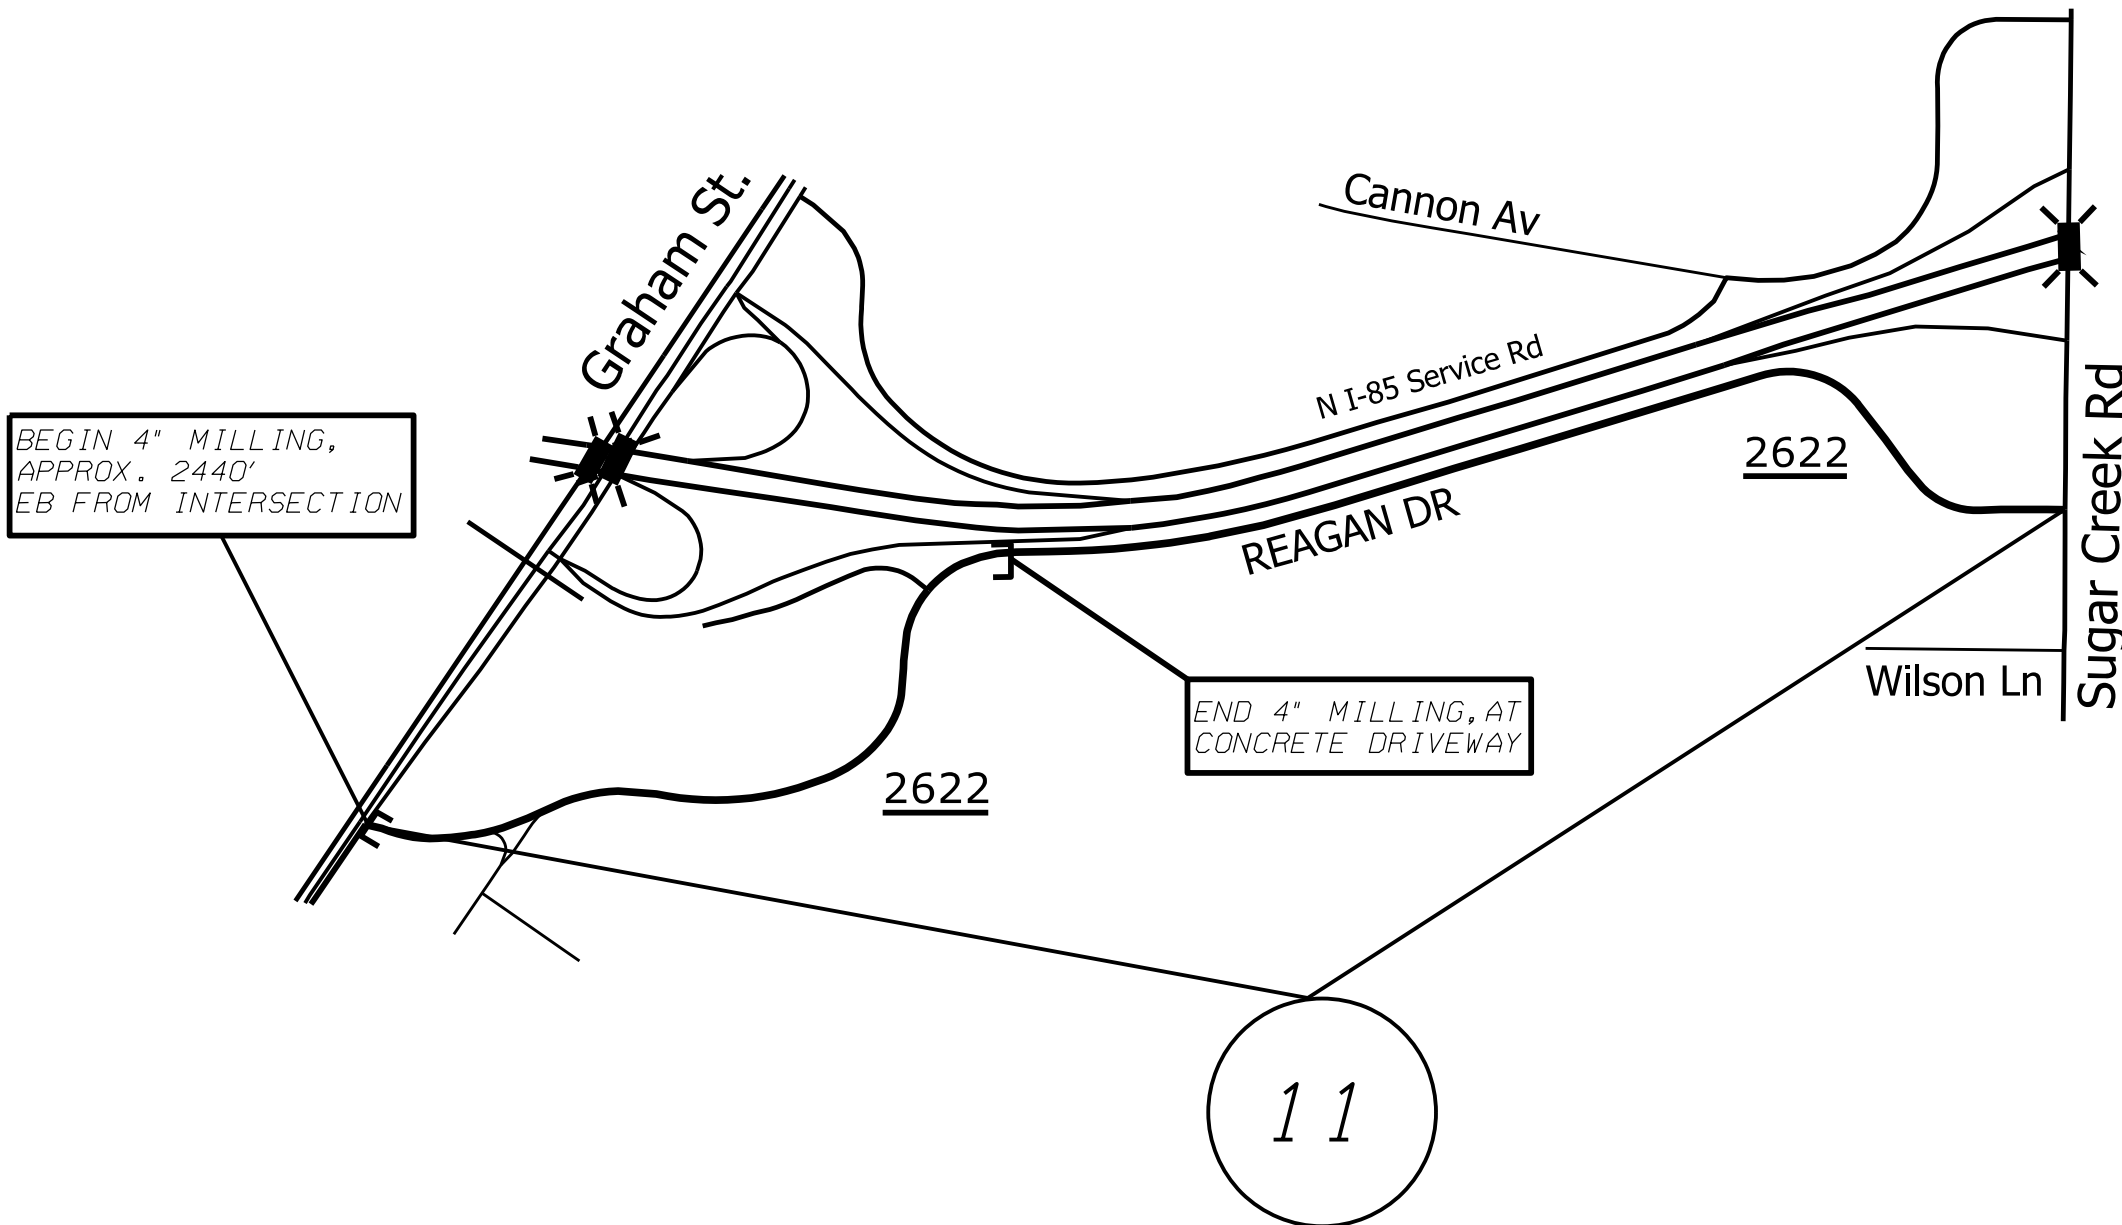 Cannon Av
Graham St.
N I-85 Service Rd
BEGIN 4" MILLING,
APPROX. 2440'
EB FROM INTERSECTION
2622
Sugar Creek Rd
REAGAN DR
Wilson Ln
END 4" MILLING, AT
CONCRETE DRIVEWAY
2622
11